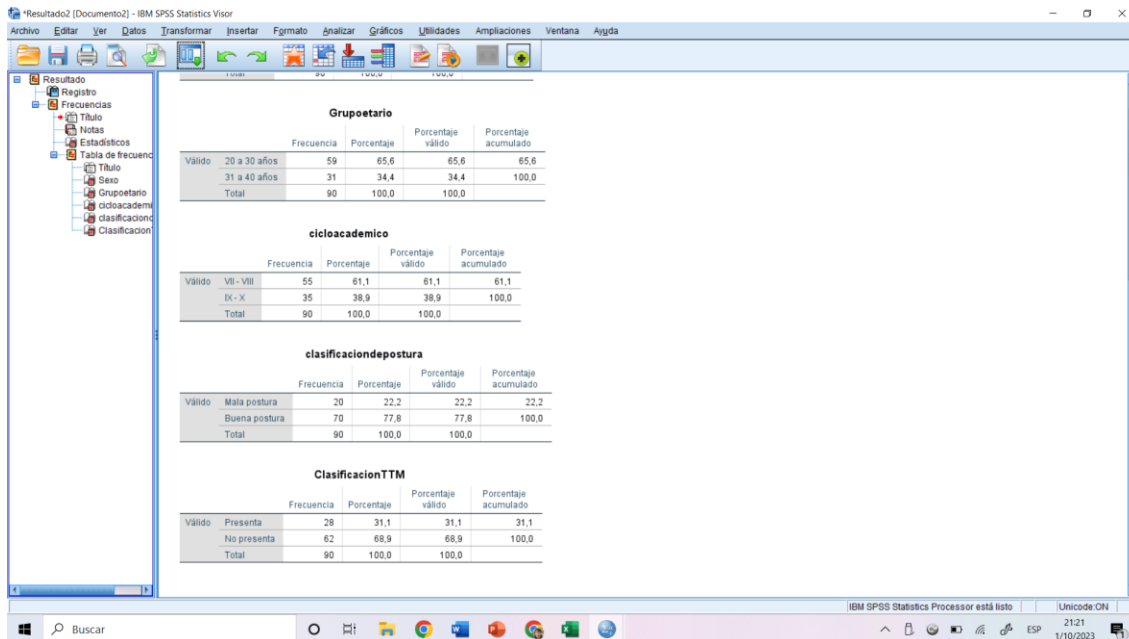 *Resultado2 [Documento2] - IBM SPSS Statistics Visor
Archivo Editar Ver Datos Transformar Insertar Formato Analizar Gráficos Utilidades Ampliaciones Ventana Ayuda
Resultado
Registro
Frecuencias
Título
Notas
Estadísticos
Tabla de frecuenc
Título
Sexo
Grupoetario
cicloacademi
clasificacionc
Clasificacion
Total 90 100,0 100,0
Grupoetario
Frecuencia Porcentaje Porcentaje válido Porcentaje acumulado
Válido 20 a 30 años 59 65,6 65,6 65,6
31 a 40 años 31 34,4 34,4 100,0
Total 90 100,0 100,0
cicloacademico
Frecuencia Porcentaje Porcentaje válido Porcentaje acumulado
Válido VII - VIII 55 61,1 61,1 61,1
IX - X 35 38,9 38,9 100,0
Total 90 100,0 100,0
clasificaciondepostura
Frecuencia Porcentaje Porcentaje válido Porcentaje acumulado
Válido Mala postura 20 22,2 22,2 22,2
Buena postura 70 77,8 77,8 100,0
Total 90 100,0 100,0
ClasificacionTTM
Frecuencia Porcentaje Porcentaje válido Porcentaje acumulado
Válido Presenta 28 31,1 31,1 31,1
No presenta 62 68,9 68,9 100,0
Total 90 100,0 100,0
IBM SPSS Statistics Processor está listo Unicode:ON
Buscar
ESP
21:21
1/10/2023